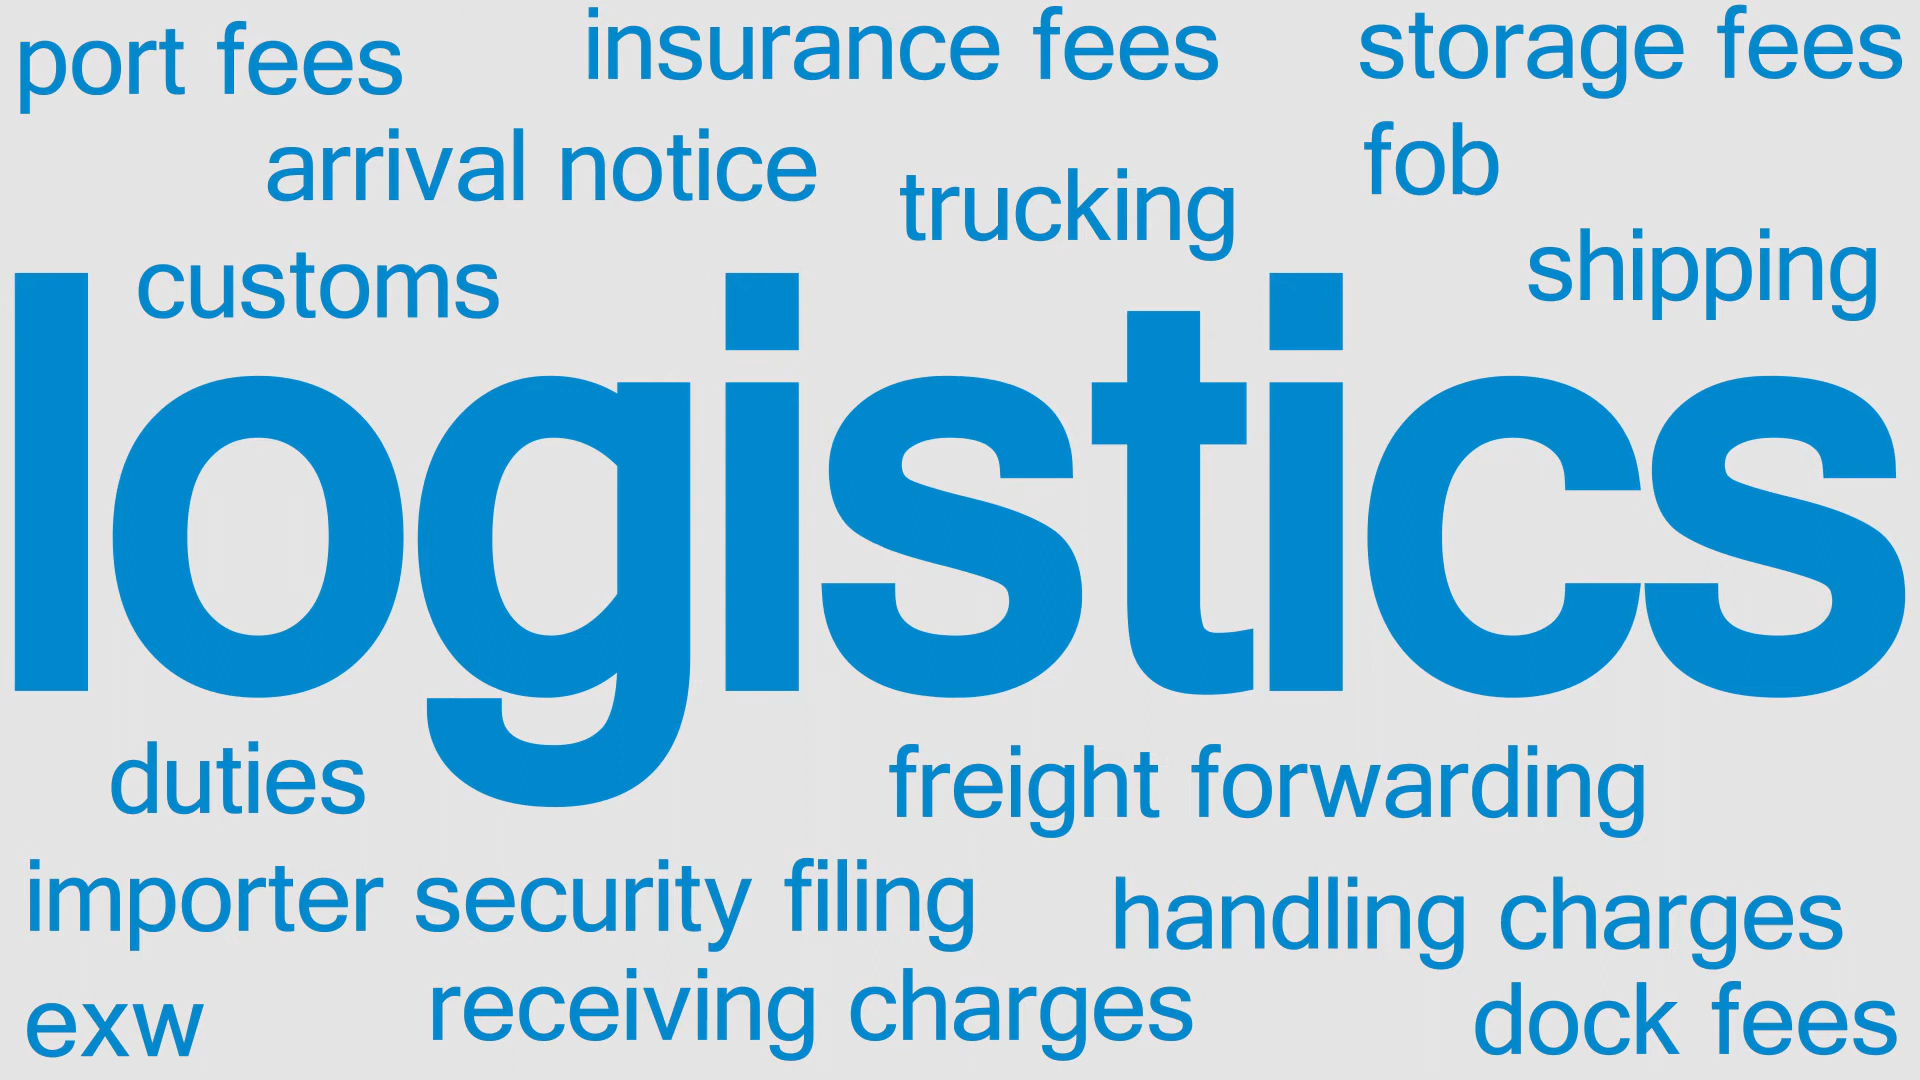 port fees
insurance fees
storage fees
arrival notice
trucking
fob
customs
shipping
logistics
duties
freight forwarding
importer security filing
handling charges
exw
receiving charges
dock fees